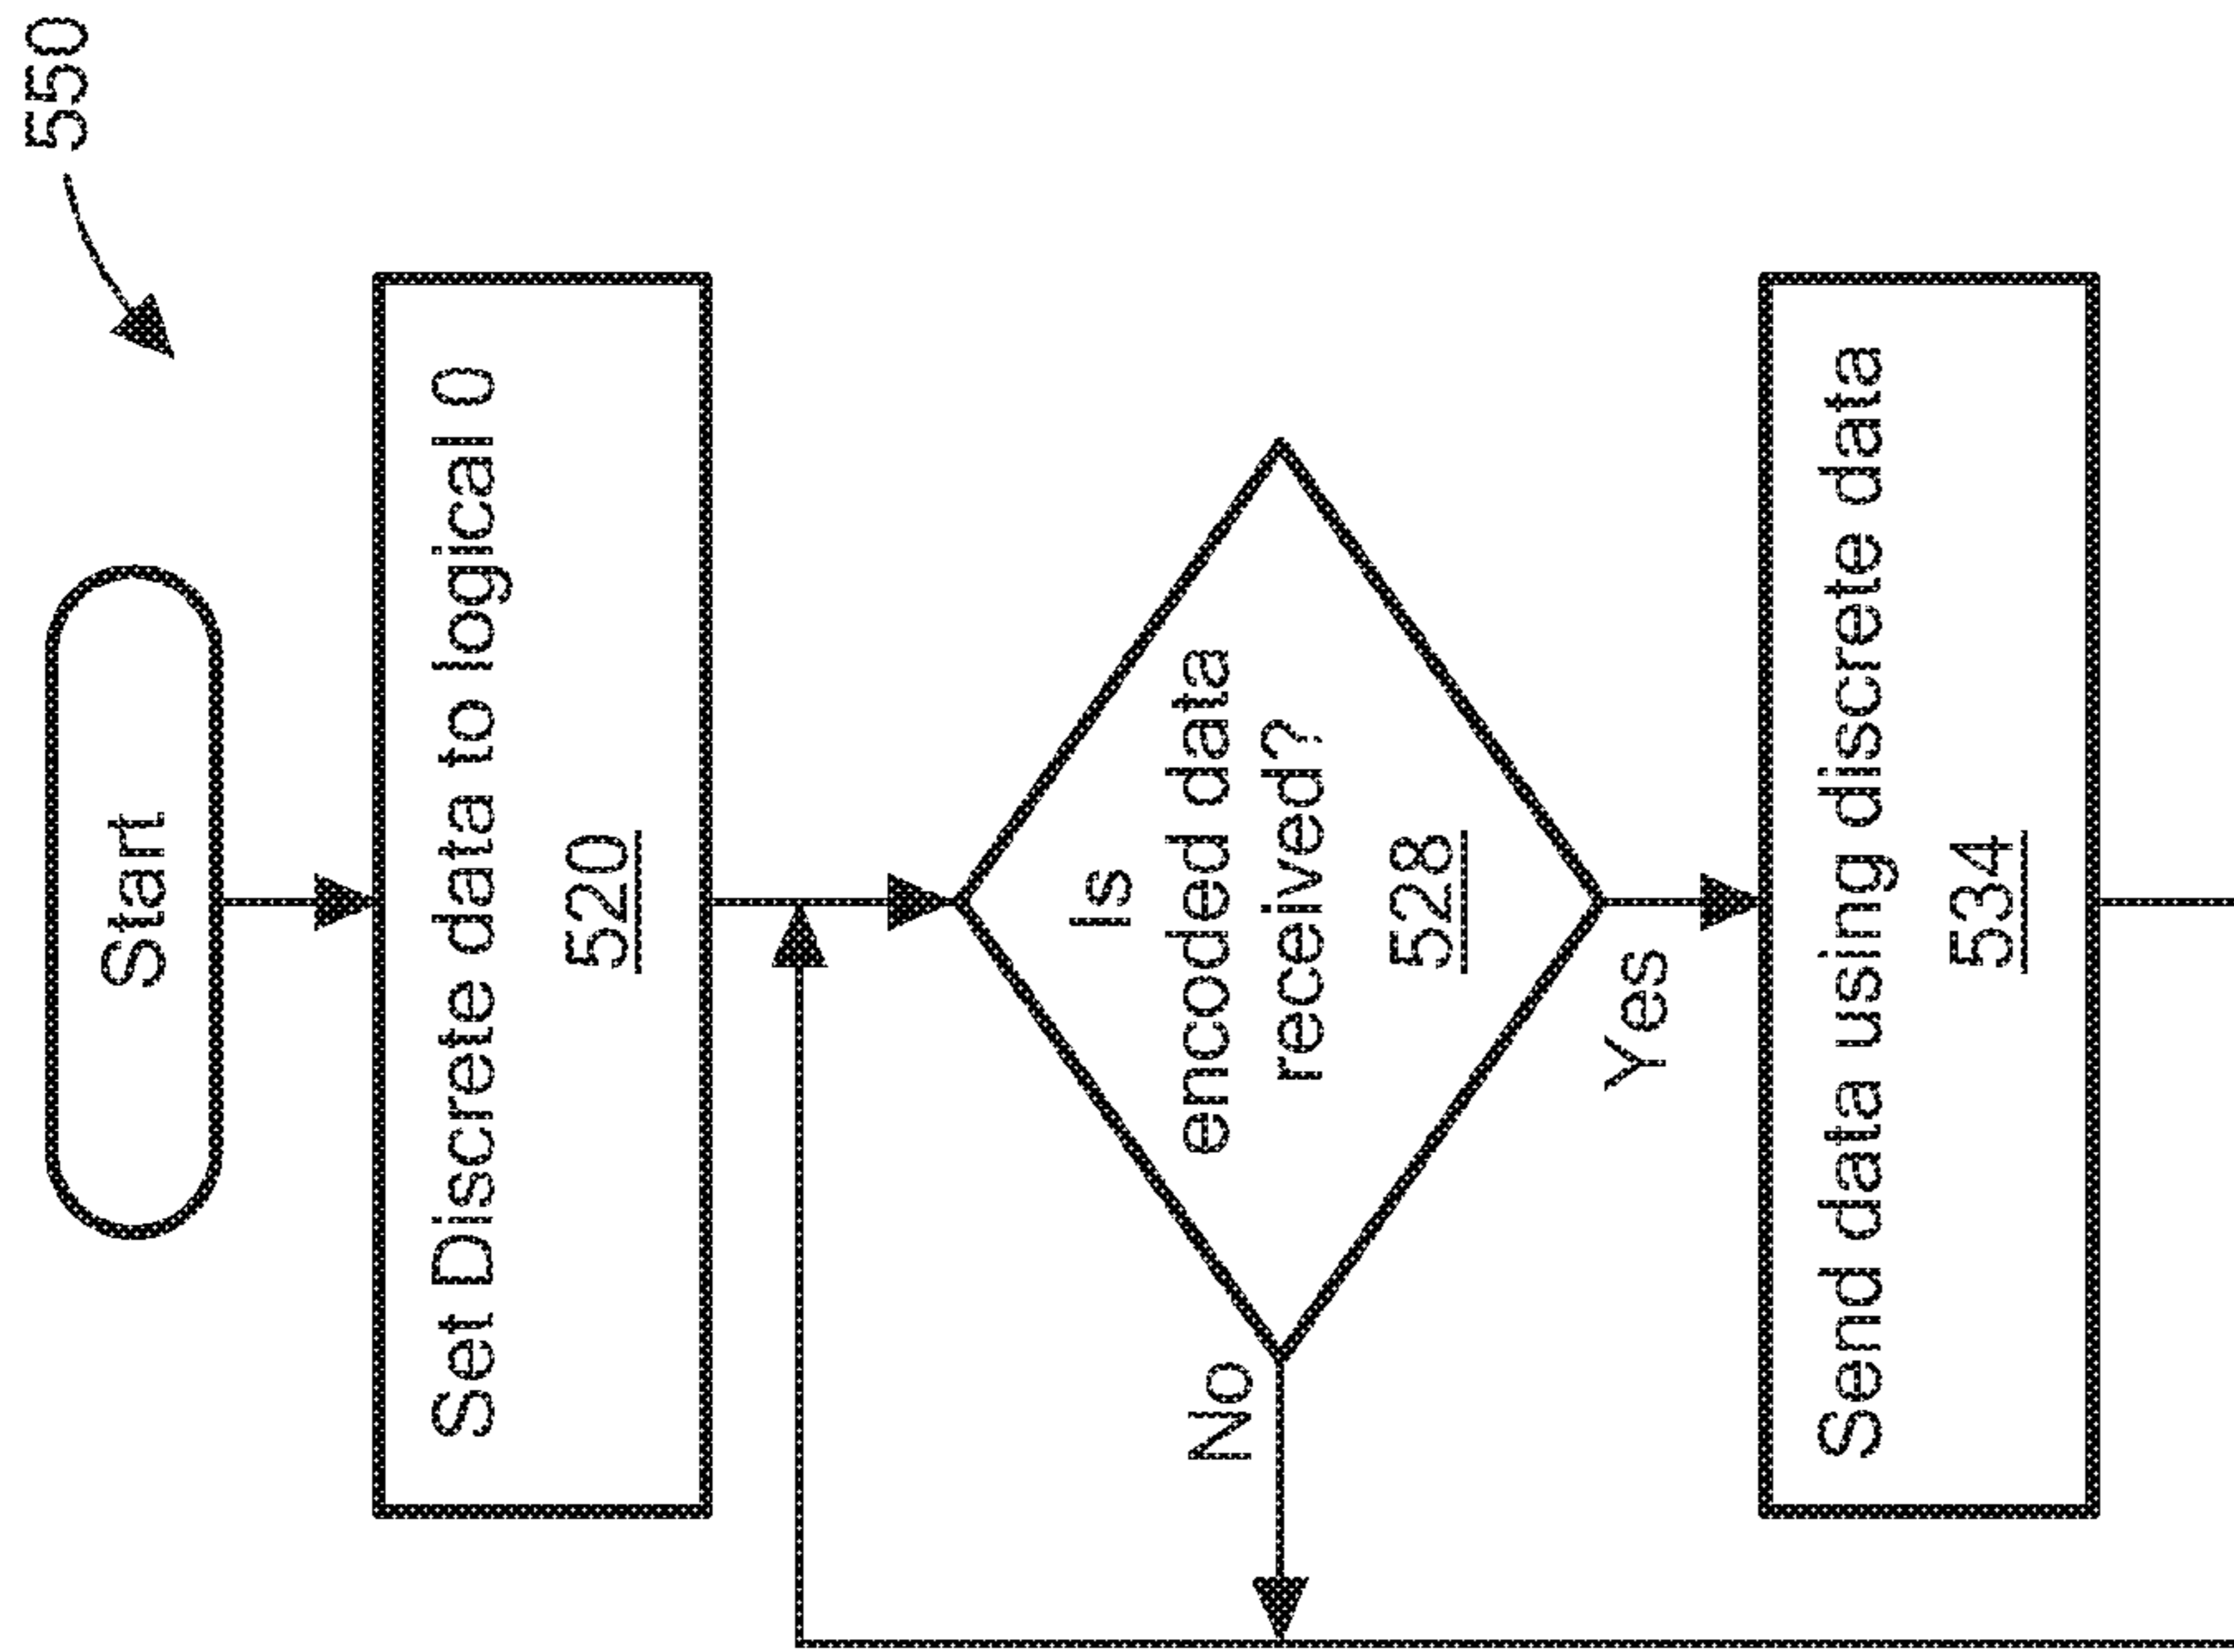 550
Start
Set Discrete data to logical 0
520
Is
encoded data
received?
528
No
Yes
Send data using discrete data
534